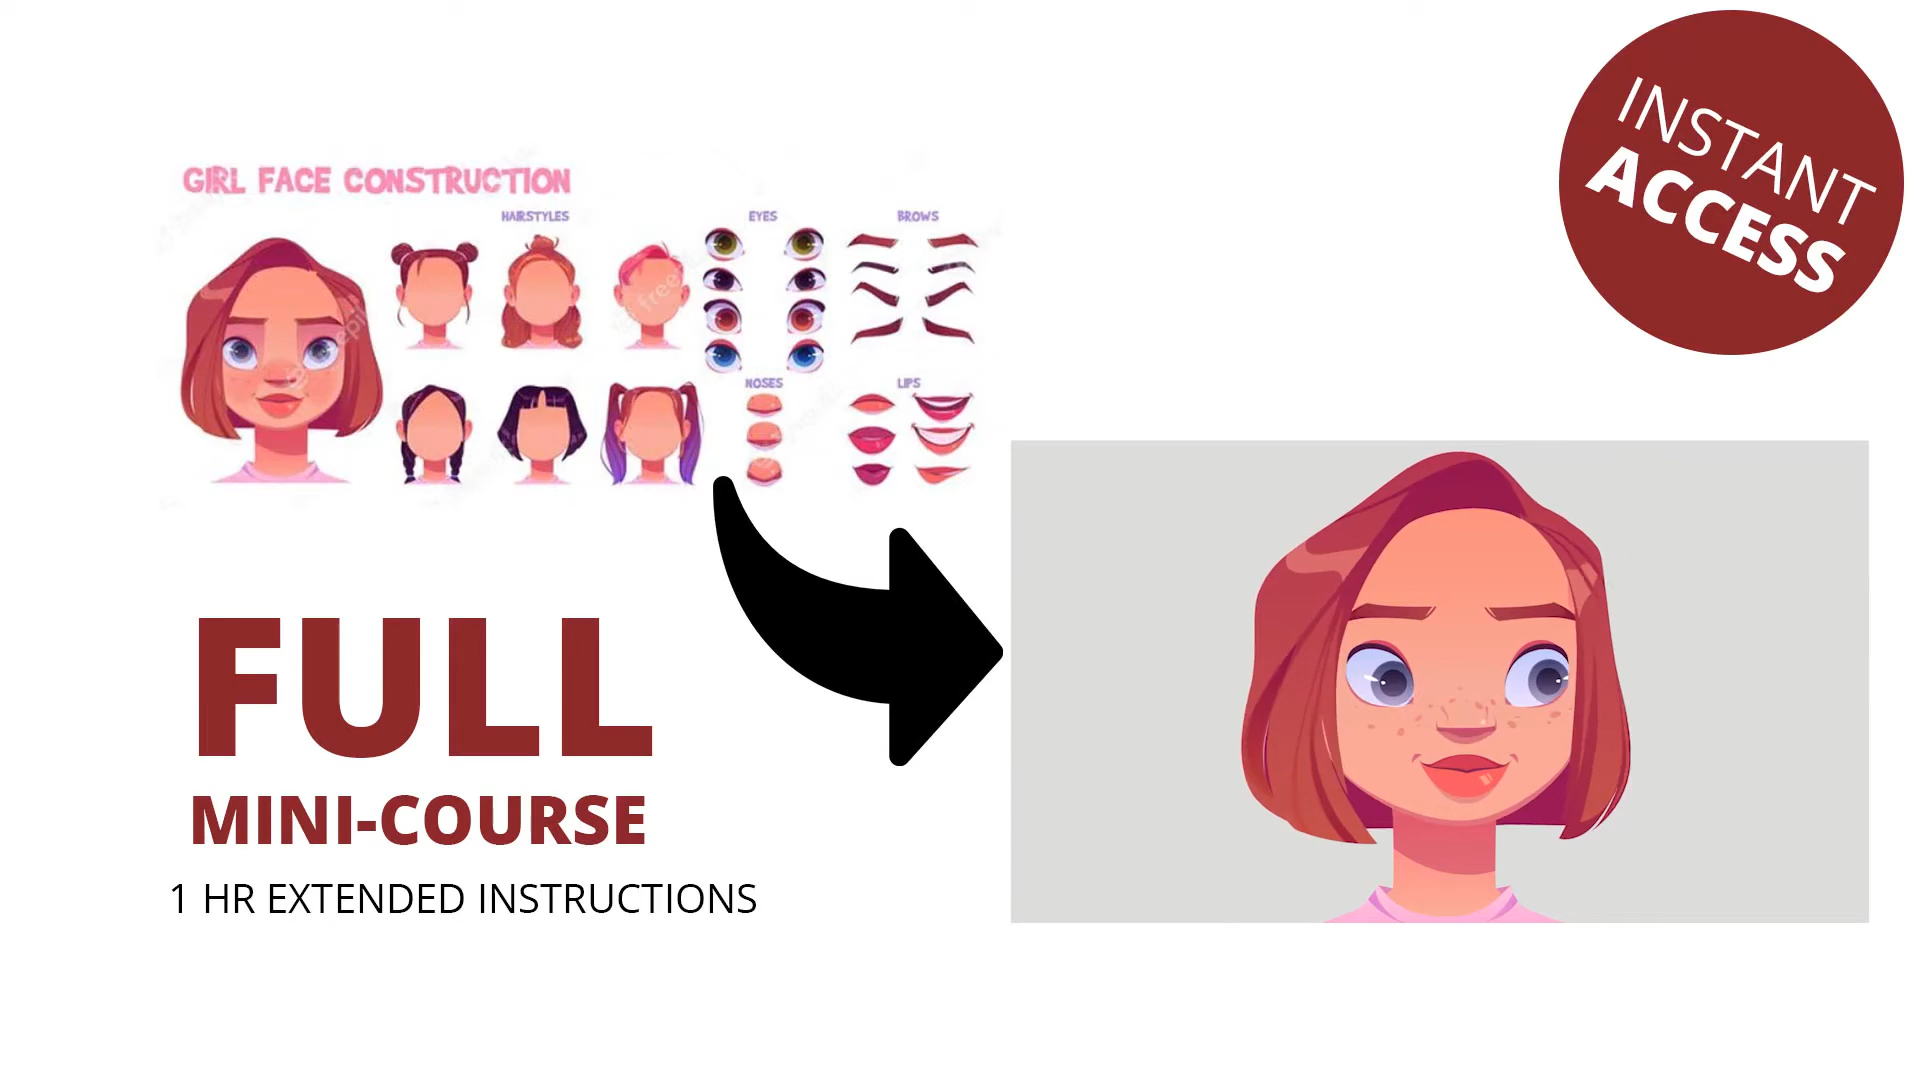 INSTANT
ACCESS
GIRL FACE CONSTRUCTION
HAIRSTYLES
EYES
BROWS
NOSES
LIPS
FULL
MINI-COURSE
1 HR EXTENDED INSTRUCTIONS